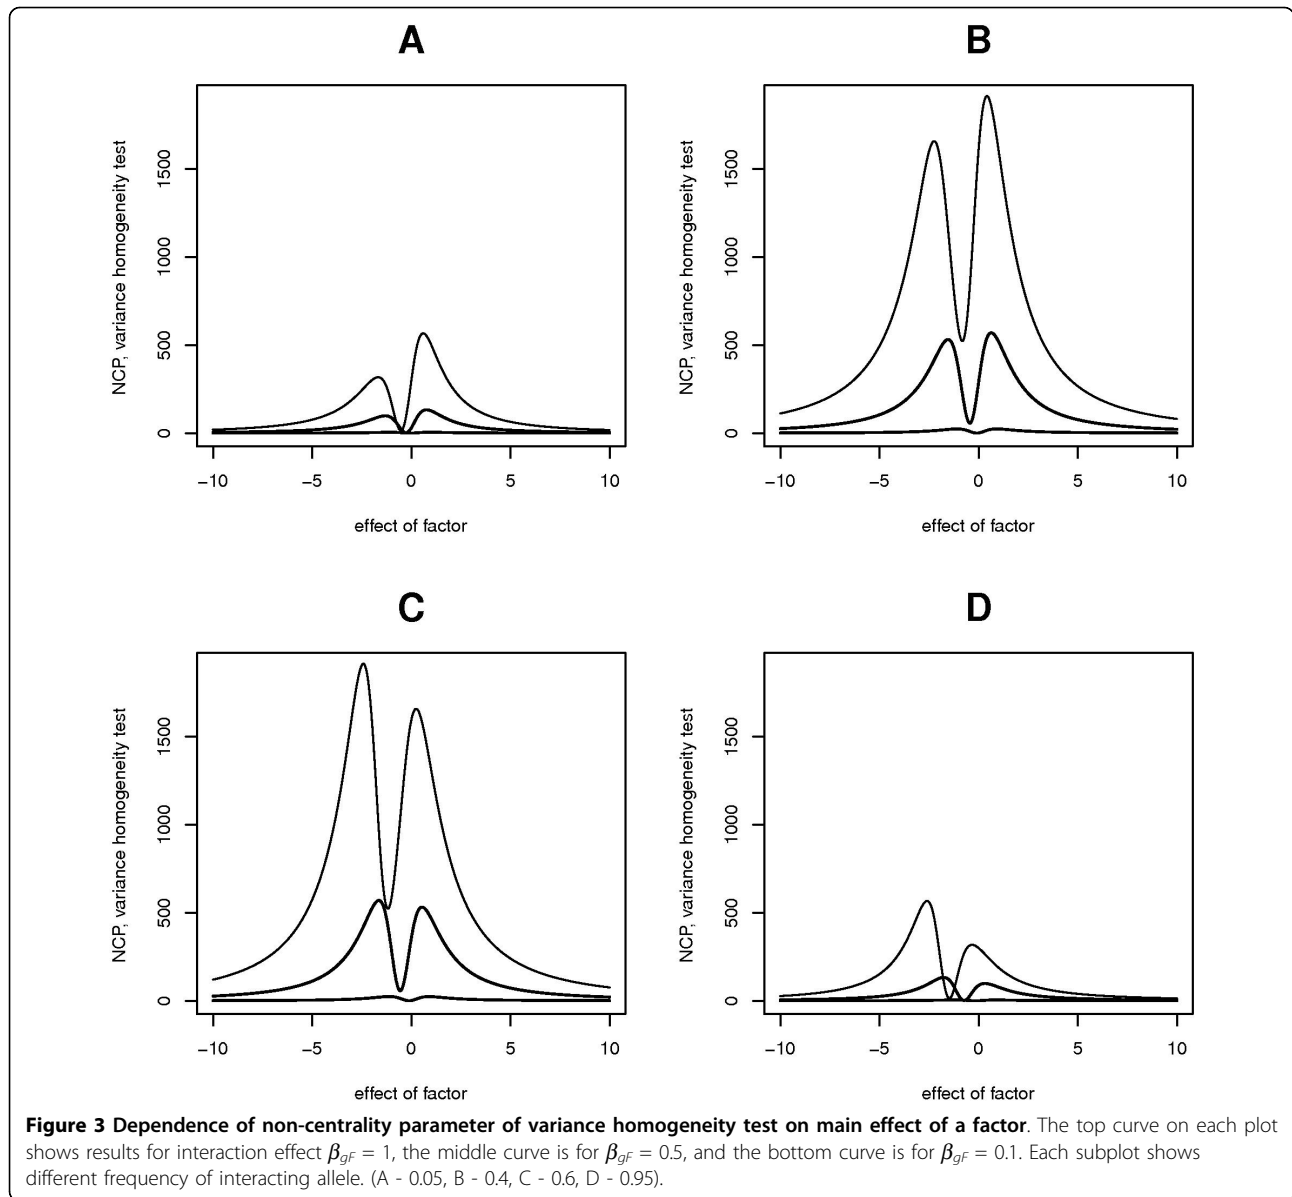 A
NCP, variance homogeneity test
1500
1000
500
0
−10 −5 0 5 10
effect of factor
B
NCP, variance homogeneity test
1500
1000
500
0
−10 −5 0 5 10
effect of factor
C
NCP, variance homogeneity test
1500
1000
500
0
−10 −5 0 5 10
effect of factor
D
NCP, variance homogeneity test
1500
1000
500
0
−10 −5 0 5 10
effect of factor
Figure 3 Dependence of non-centrality parameter of variance homogeneity test on main effect of a factor. The top curve on each plot
shows results for interaction effect βgF = 1, the middle curve is for βgF = 0.5, and the bottom curve is for βgF = 0.1. Each subplot shows
different frequency of interacting allele. (A - 0.05, B - 0.4, C - 0.6, D - 0.95).